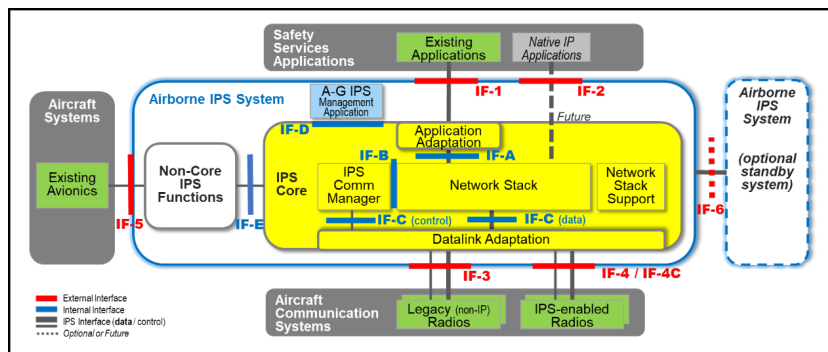 Safety
Services
Applications
Existing
Applications
Native IP
Applications
IF-1
IF-2
Airborne IPS System
A-G IPS
Management
Application
IF-D
Future
Aircraft
Systems
Existing
Avionics
IF-5
Non-Core
IPS
Functions
IF-E
IPS
Core
Application
Adaptation
IF-B
IF-A
IPS
Comm
Manager
Network Stack
Network
Stack
Support
IF-C (control)
IF-C (data)
Datalink Adaptation
IF-6
Airborne
IPS
System
(optional
standby
system)
IF-3
IF-4 / IF-4C
Aircraft
Communication
Systems
Legacy (non-IP)
Radios
IPS-enabled
Radios
External Interface
Internal Interface
IPS Interface (data / control)
Optional or Future